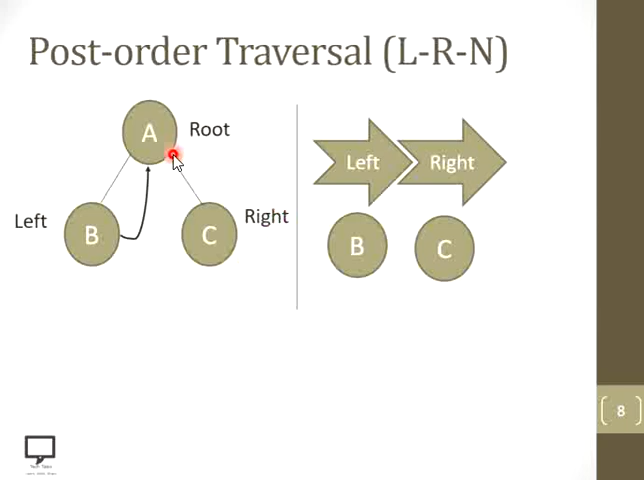 Post-order Traversal (L-R-N)
A
Root
Left
B
C
Right
Left
Right
B
C
8